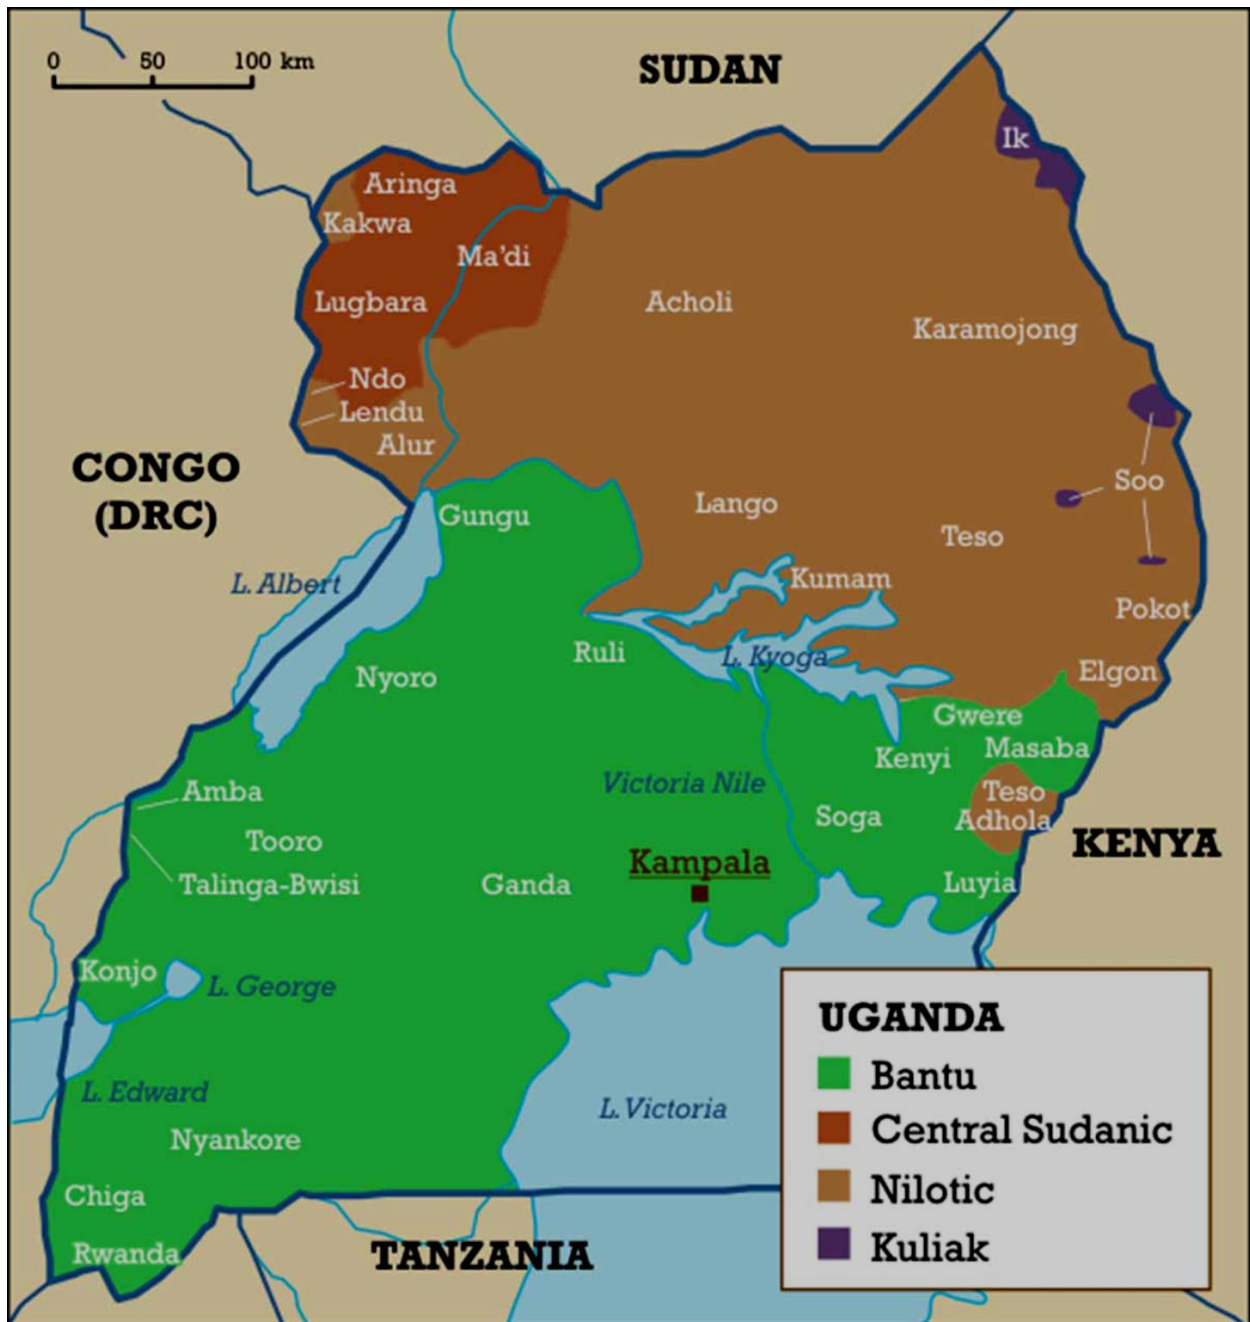 0 50 100 km
SUDAN
Ik
Aringa
Kakwa
Ma'di
Lugbara
Acholi
Karamojong
Ndo
Lendu
Alur
CONGO
(DRC)
Soo
Lango
Gungu
Teso
L. Albert
Kumam
Pokot
Ruli
L. Kyoga
Elgon
Nyoro
Gwere
Masaba
Kenyi
Amba
Victoria Nile
Teso
Soga
Adhola
Tooro
KENYA
Kampala
Talinga-Bwisi
Ganda
Luyia
Konjo
L. George
UGANDA
Bantu
L. Edward
L. Victoria
Central Sudanic
Nyankore
Nilotic
Chiga
Kuliak
Rwanda
TANZANIA